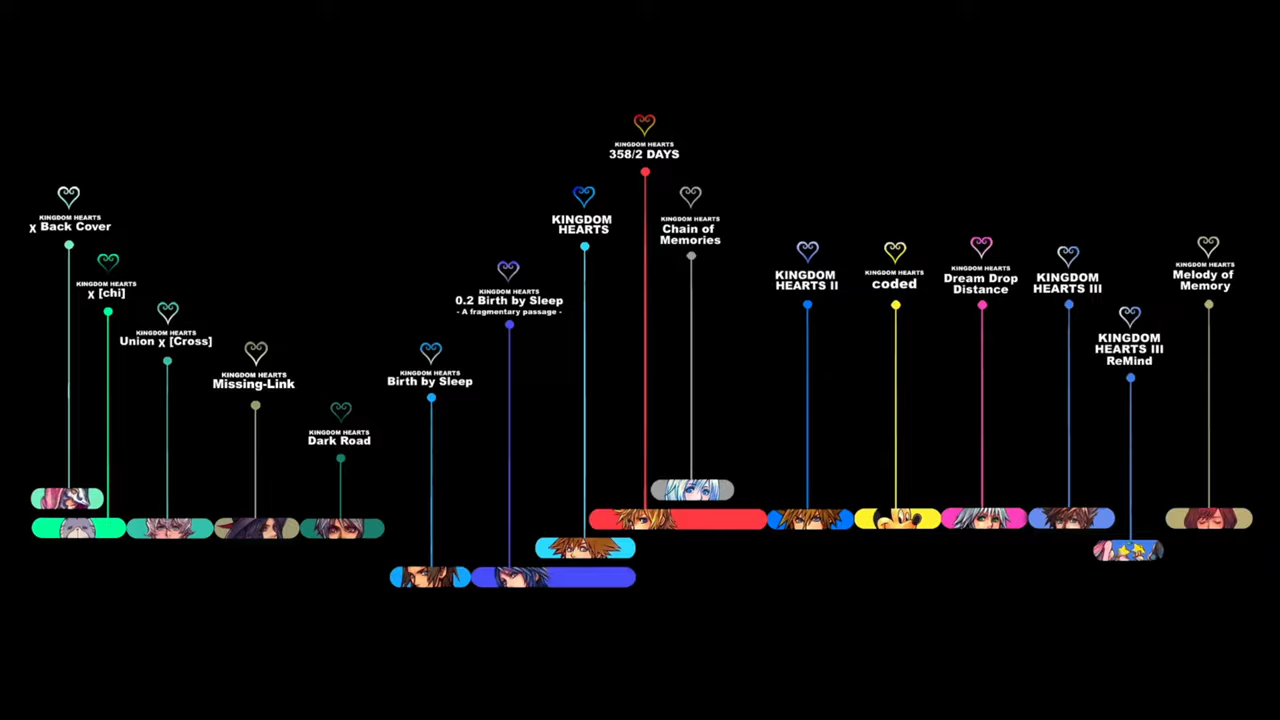 KINGDOM HEARTS
χ Back Cover
KINGDOM HEARTS
χ [chi]
KINGDOM HEARTS
Union χ [Cross]
KINGDOM HEARTS
Missing-Link
KINGDOM HEARTS
Dark Road
KINGDOM HEARTS
Birth by Sleep
KINGDOM HEARTS
0.2 Birth by Sleep
- A fragmentary passage -
KINGDOM
HEARTS
KINGDOM HEARTS
358/2 DAYS
KINGDOM HEARTS
Chain of
Memories
KINGDOM
HEARTS II
KINGDOM HEARTS
coded
KINGDOM HEARTS
Dream Drop
Distance
KINGDOM
HEARTS III
KINGDOM
HEARTS III
ReMind
KINGDOM HEARTS
Melody of
Memory